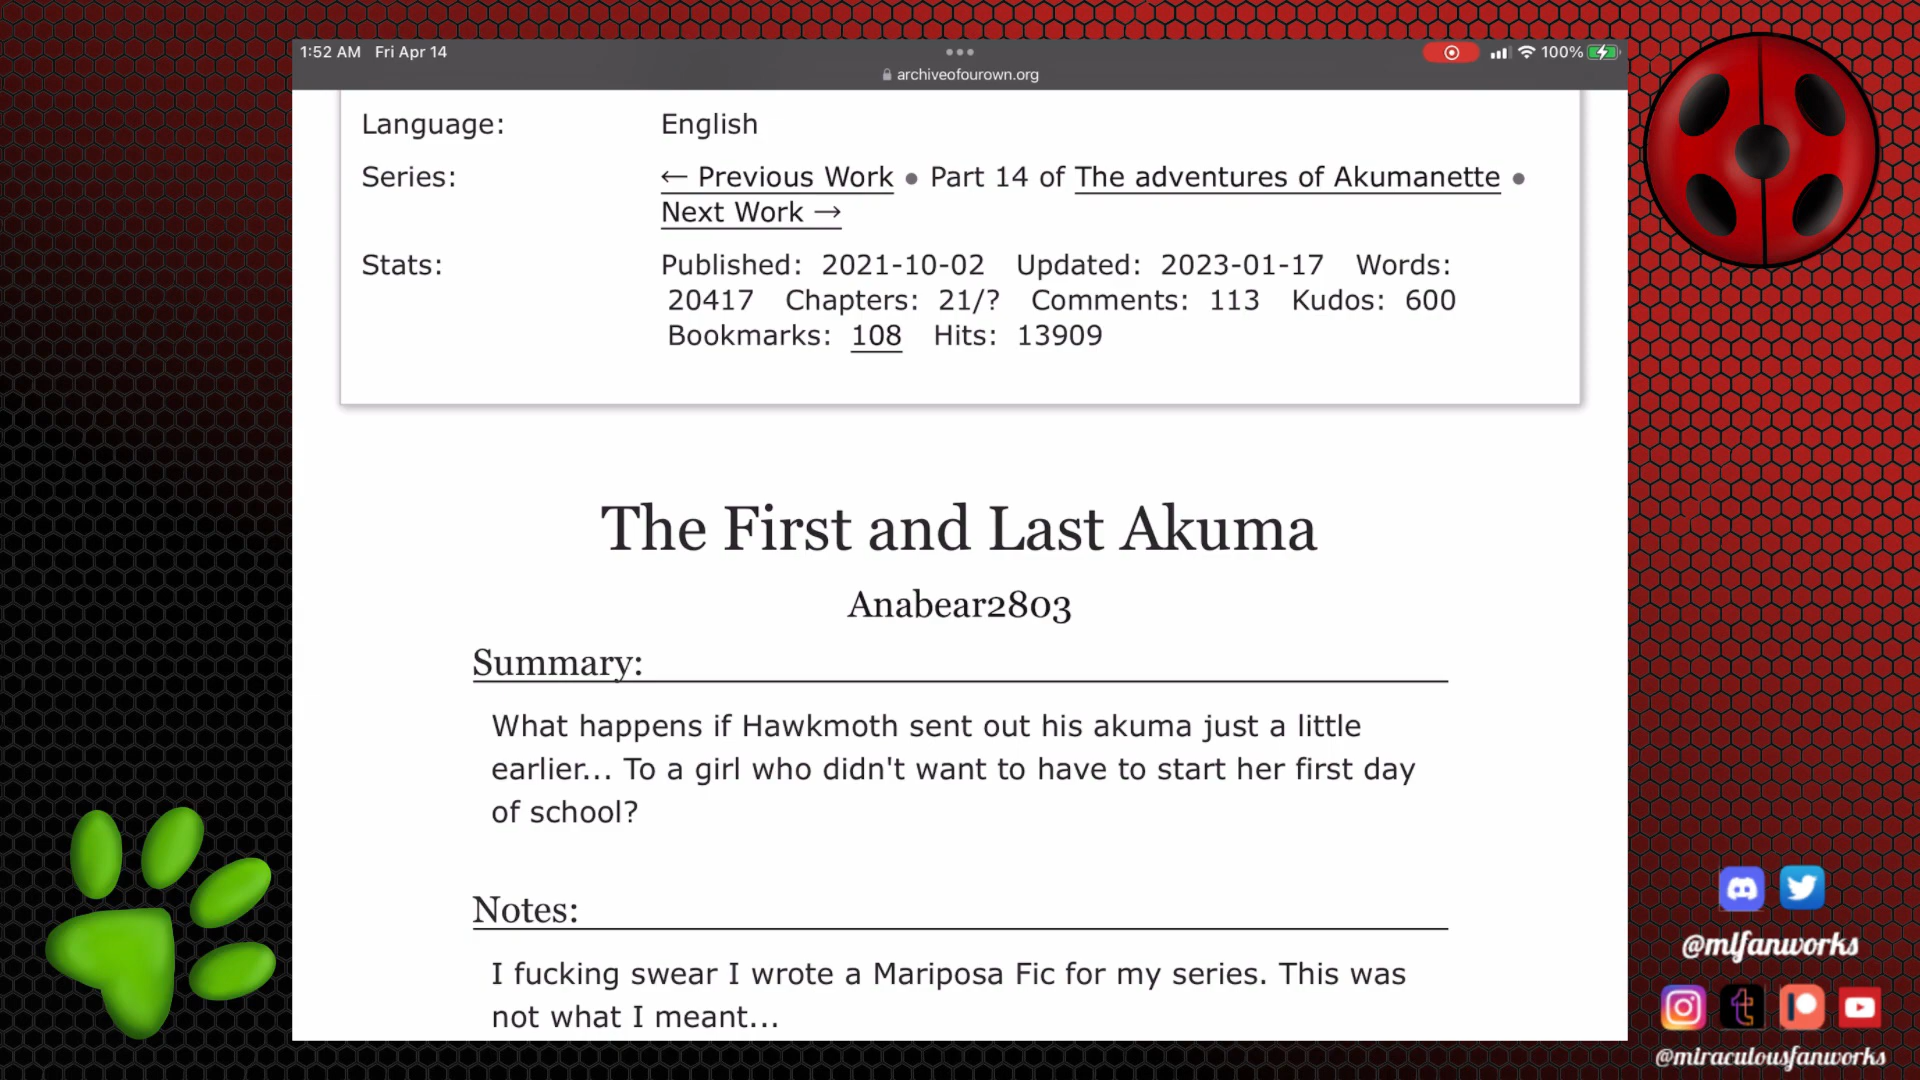 1:52 AM Fri Apr 14
100%
archiveofourown.org
Language: English
Series: ← Previous Work ● Part 14 of The adventures of Akumanette ●
Next Work →
Stats: Published: 2021-10-02 Updated: 2023-01-17 Words:
20417 Chapters: 21/? Comments: 113 Kudos: 600
Bookmarks: 108 Hits: 13909
The First and Last Akuma
Anabear2803
Summary:
What happens if Hawkmoth sent out his akuma just a little
earlier... To a girl who didn't want to have to start her first day
of school?
Notes:
I fucking swear I wrote a Mariposa Fic for my series. This was
not what I meant...
@mlfanworks
@miraculousfanworks